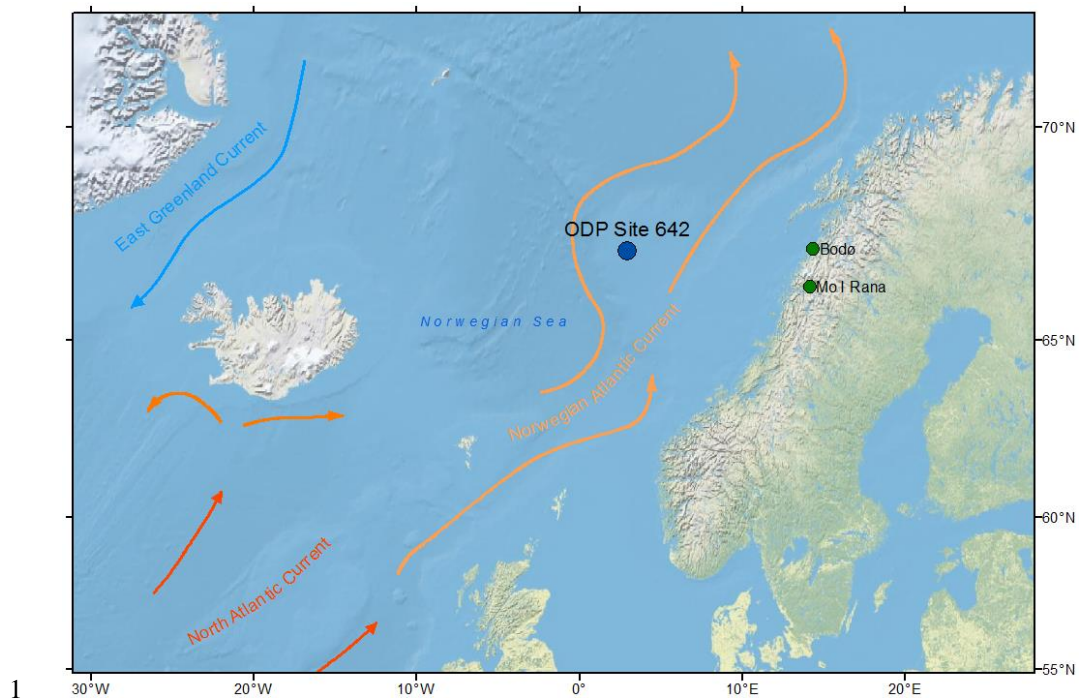 70°N
East Greenland Current
ODP Site 642
Bodø
Mo I Rana
Norwegian Sea
65°N
Norwegian Atlantic Current
60°N
North Atlantic Current
55°N
1
30°W 20°W 10°W 0° 10°E 20°E